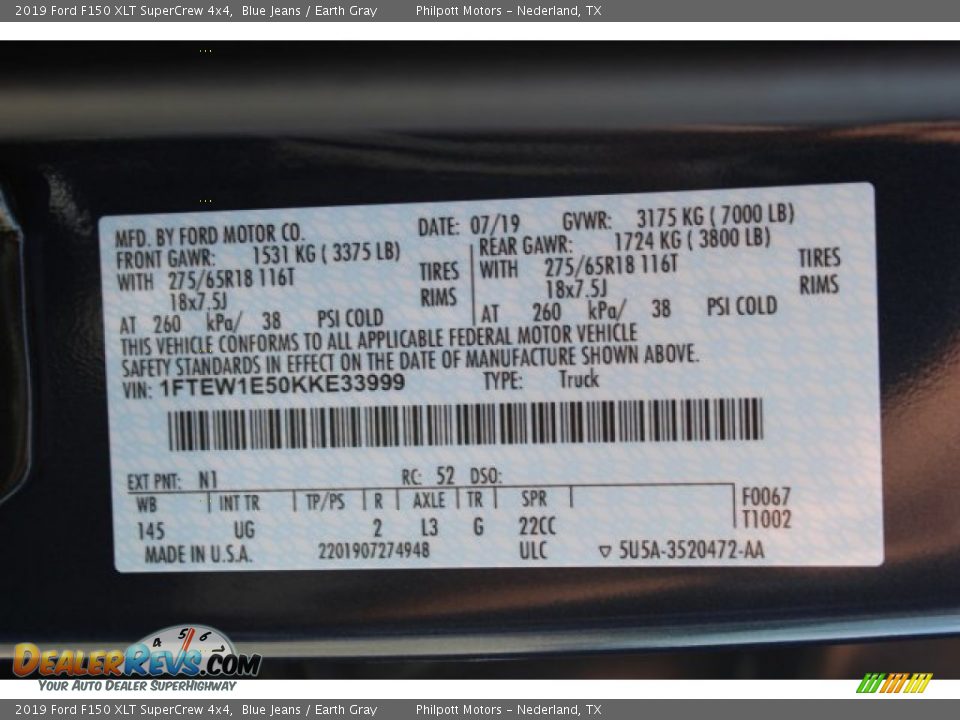 2019 Ford F150 XLT SuperCrew 4x4, Blue Jeans / Earth Gray Philpott Motors – Nederland, TX
MFD. BY FORD MOTOR CO. DATE: 07/19 GVWR: 3175 KG ( 7000 LB)
FRONT GAWR: 1531 KG ( 3375 LB) REAR GAWR: 1724 KG ( 3800 LB)
WITH 275/65R18 116T TIRES WITH 275/65R18 116T TIRES
18x7.5J RIMS 18x7.5J RIMS
AT 260 kPa/ 38 PSI COLD AT 260 kPa/ 38 PSI COLD
THIS VEHICLE CONFORMS TO ALL APPLICABLE FEDERAL MOTOR VEHICLE
SAFETY STANDARDS IN EFFECT ON THE DATE OF MANUFACTURE SHOWN ABOVE.
VIN: 1FTEW1E50KKE33999 TYPE: Truck
EXT PNT: N1 RC: 52 DSO:
WB INT TR TP/PS R AXLE TR SPR F0067
145 UG 2 L3 G 22CC T1002
MADE IN U.S.A. 2201907274948 ULC 5U5A-3520472-AA
4 5 6
DEALERREVS.COM
YOUR AUTO DEALER SUPERHIGHWAY
2019 Ford F150 XLT SuperCrew 4x4, Blue Jeans / Earth Gray Philpott Motors – Nederland, TX